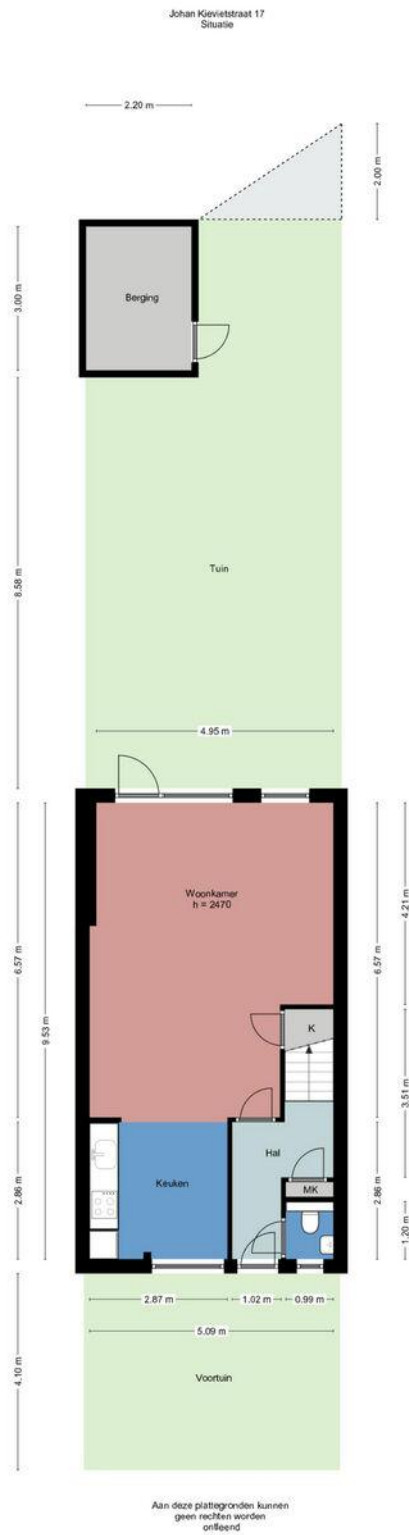 Johan Kievietstraat 17
Situatie
2.20 m
2.00 m
3.00 m
Berging
8.58 m
Tuin
4.95 m
Woonkamer
h = 2470
6.57 m
9.53 m
6.57 m
4.21 m
K
3.51 m
Hal
Keuken
MK
2.86 m
2.86 m
1.20 m
2.87 m
1.02 m
0.99 m
5.09 m
4.10 m
Voortuin
Aan deze plattegronden kunnen
geen rechten worden
ontleend